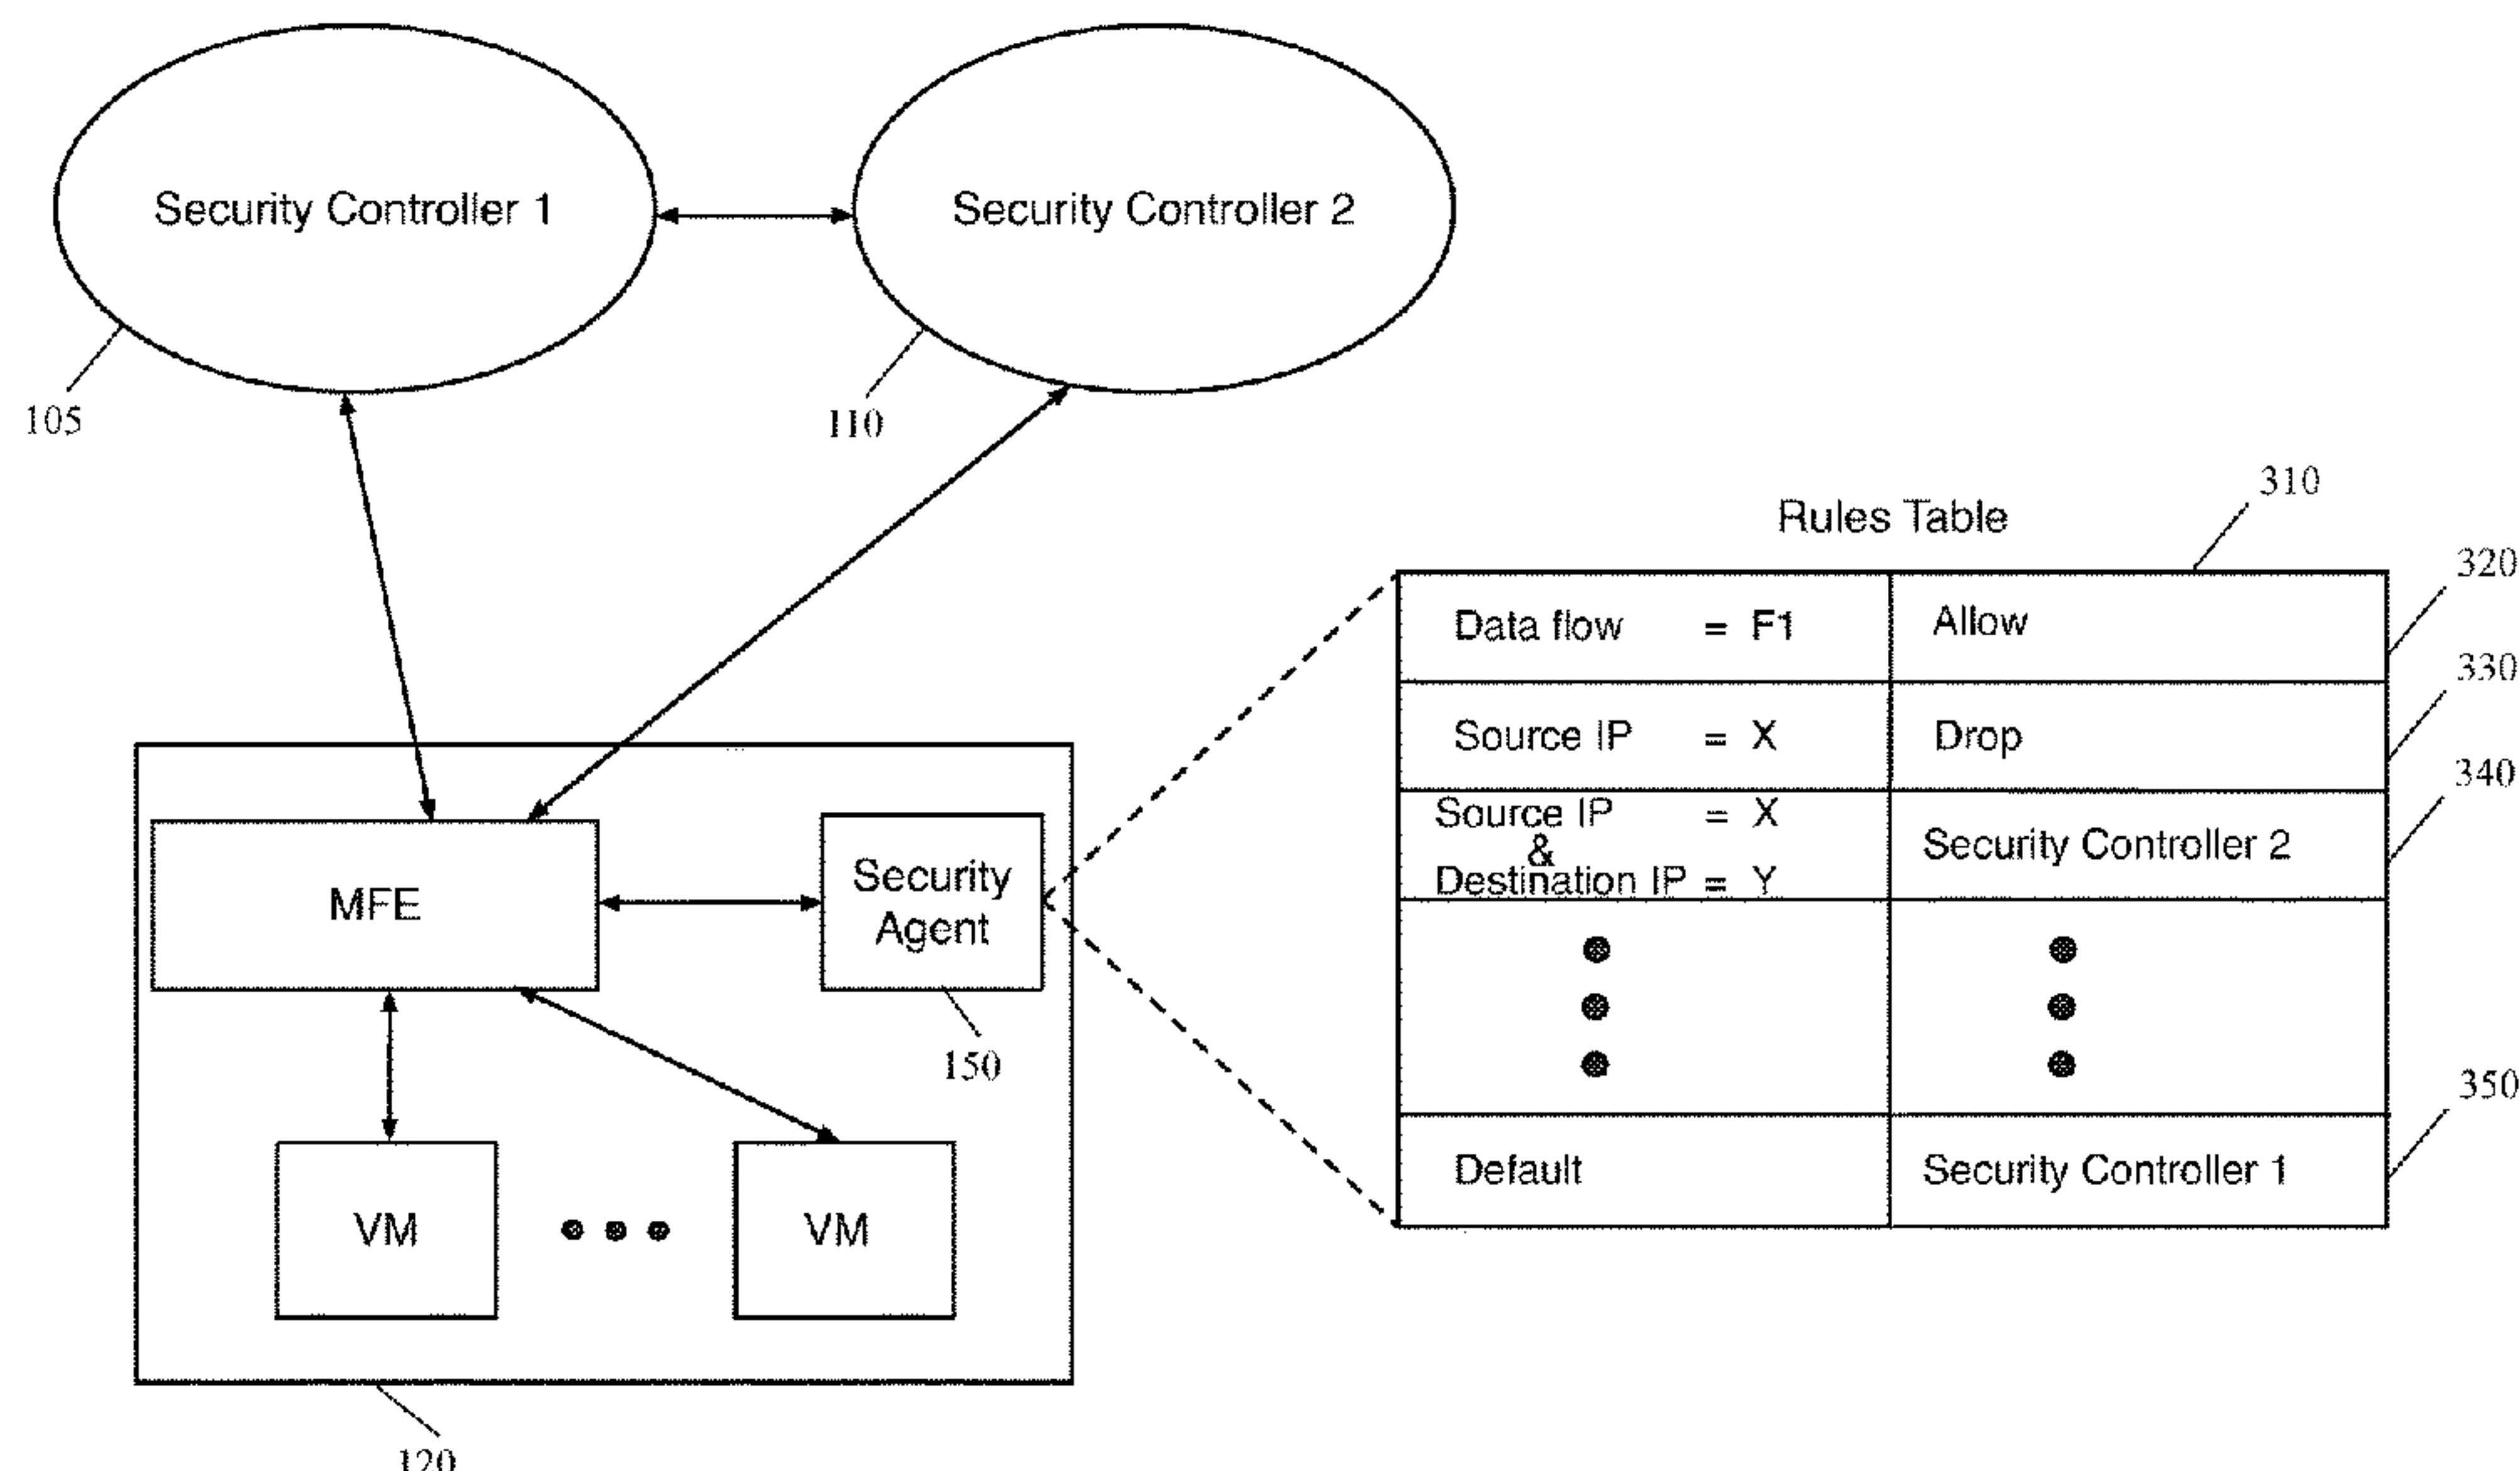 Security Controller 1
Security Controller 2
105
110
310
Rules Table
320
Data flow = F1 Allow
330
Source IP = X Drop
340
Source IP = X
&
Destination IP = Y
Security Controller 2
MFE
Security
Agent
150
350
Default Security Controller 1
VM
VM
120